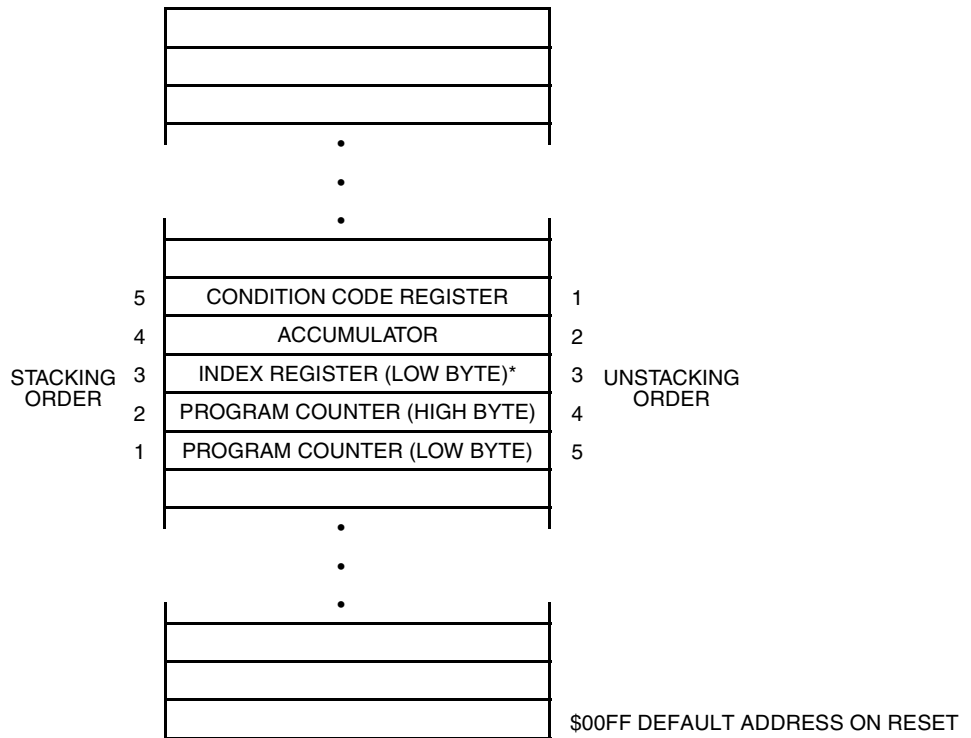 5 CONDITION CODE REGISTER 1
4 ACCUMULATOR 2
STACKING ORDER 3 INDEX REGISTER (LOW BYTE)* 3 UNSTACKING ORDER
2 PROGRAM COUNTER (HIGH BYTE) 4
1 PROGRAM COUNTER (LOW BYTE) 5
$00FF DEFAULT ADDRESS ON RESET